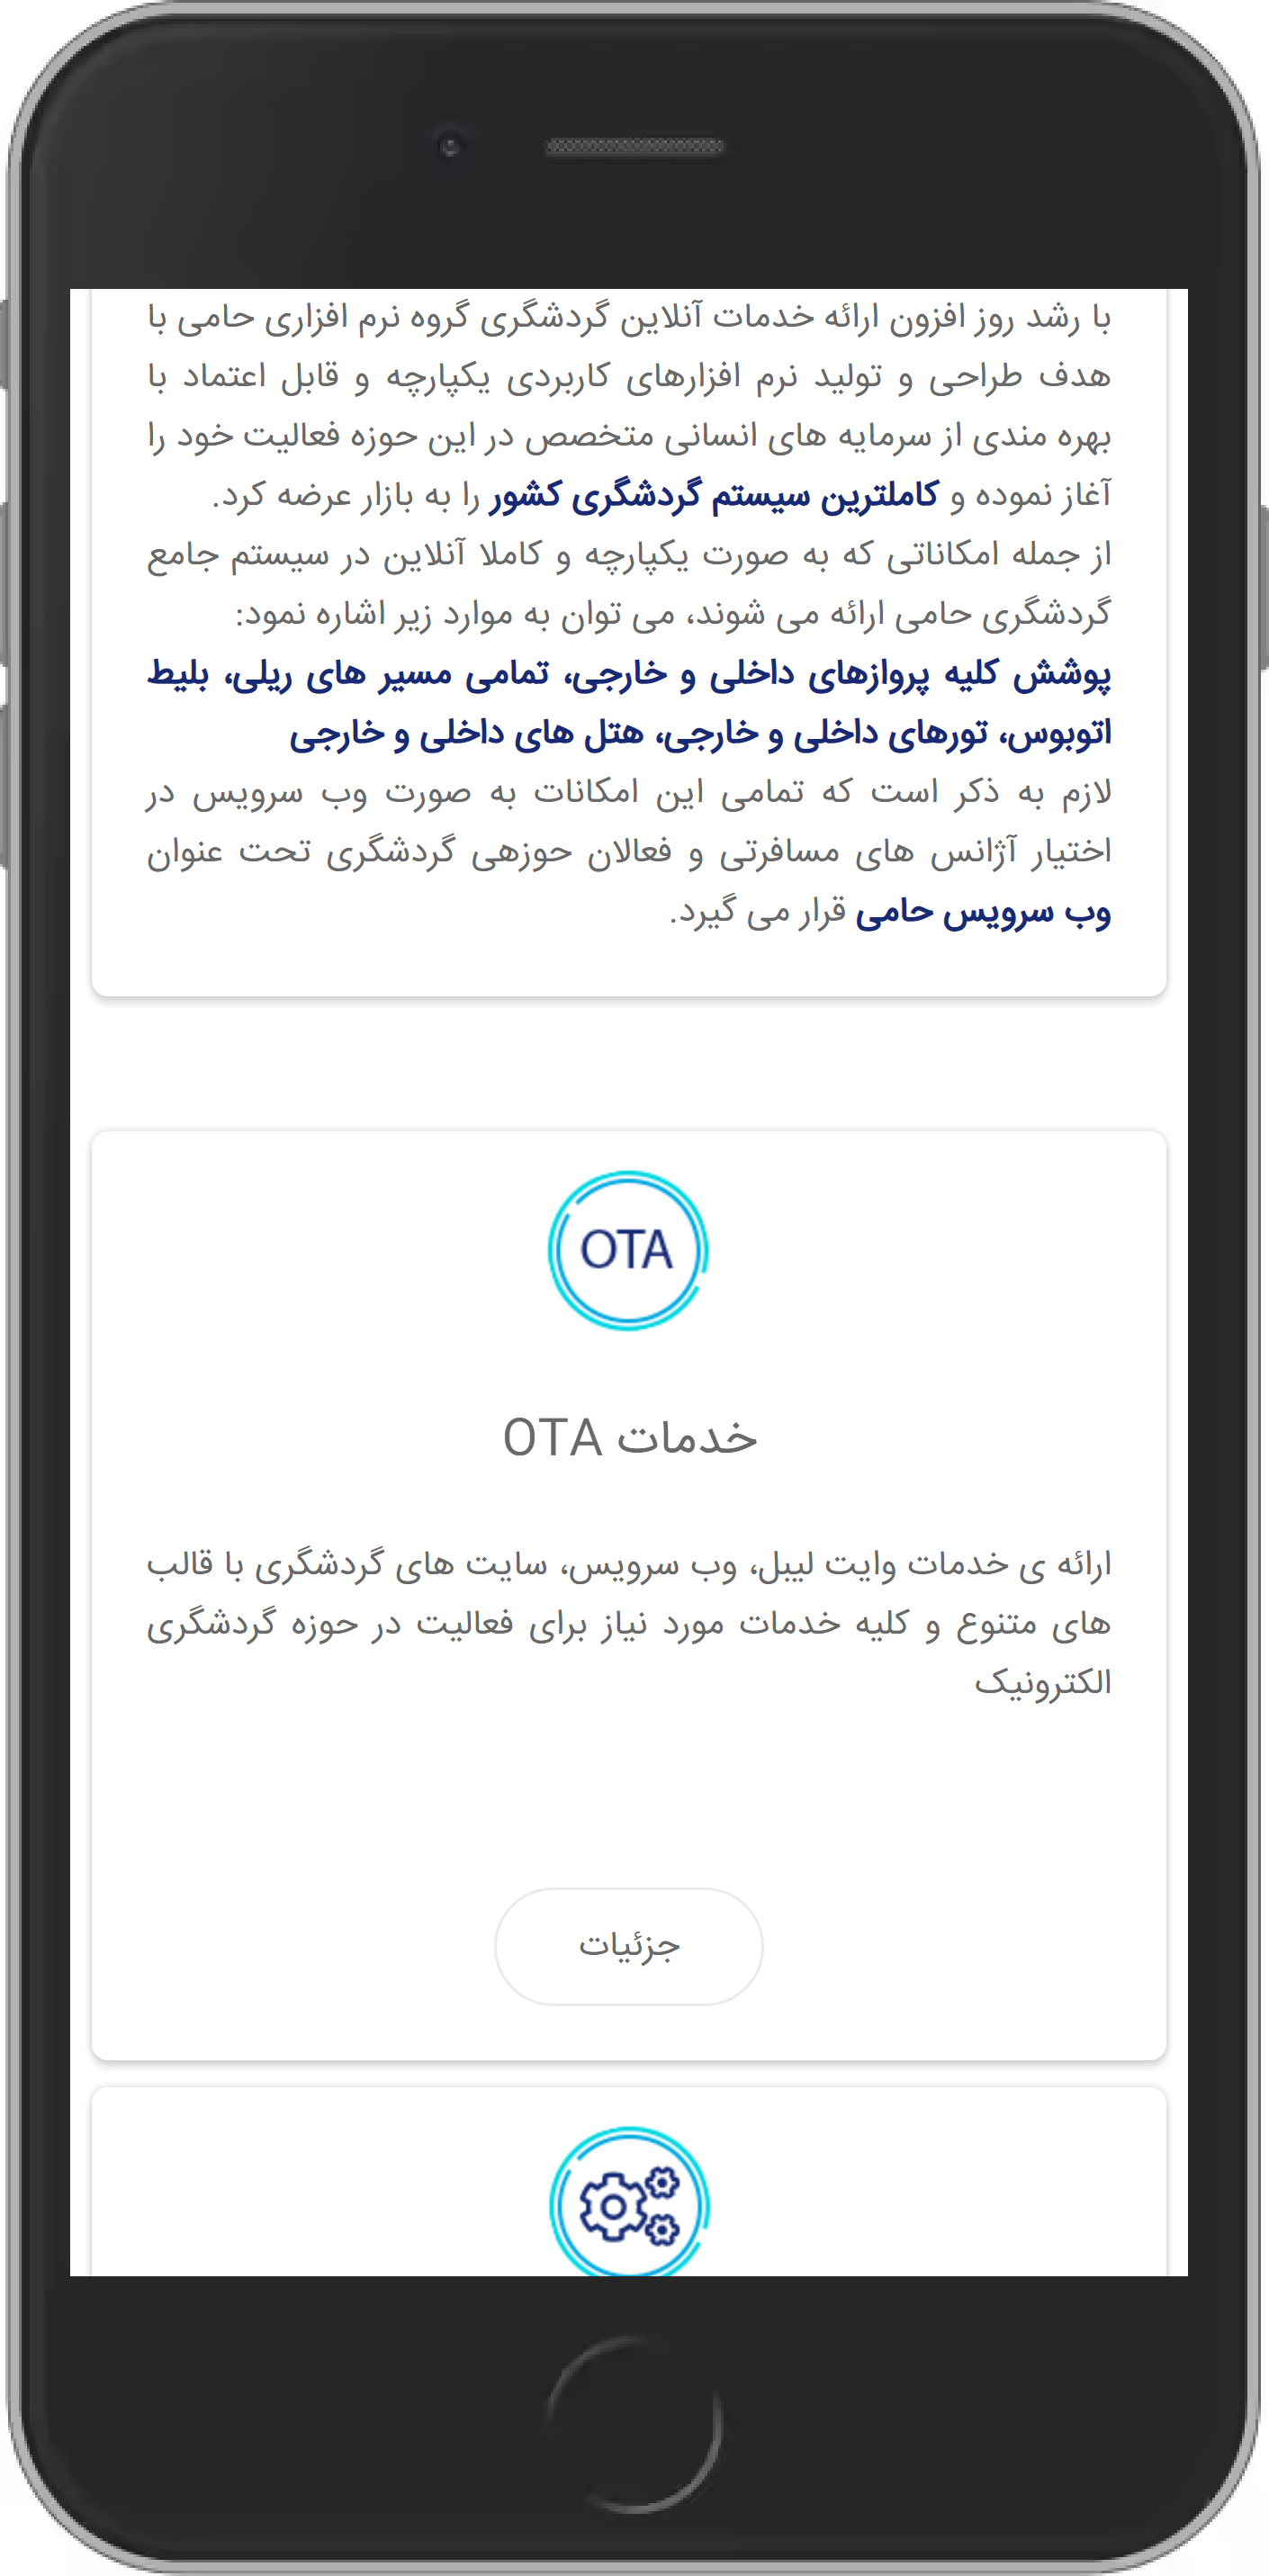 با رشد روز افزون ارائه خدمات آنلاین گردشگری گروه نرم افزاری حامی با
هدف طراحی و تولید نرم افزارهای کاربردی یکپارچه و قابل اعتماد با
بهره مندی از سرمایه های انسانی متخصص در این حوزه فعالیت خود را
آغاز نموده و کاملترین سیستم گردشگری کشور را به بازار عرضه کرد.
از جمله امکاناتی که به صورت یکپارچه و کاملا آنلاین در سیستم جامع
گردشگری حامی ارائه می شوند، می توان به موارد زیر اشاره نمود:
پوشش کلیه پروازهای داخلی و خارجی، تمامی مسیر های ریلی، بلیط
اتوبوس، تورهای داخلی و خارجی، هتل های داخلی و خارجی
لازم به ذکر است که تمامی این امکانات به صورت وب سرویس در
اختیار آژانس های مسافرتی و فعالان حوزهی گردشگری تحت عنوان
وب سرویس حامی قرار می گیرد.
OTA
خدمات OTA
ارائه ی خدمات وایت لیبل، وب سرویس، سایت های گردشگری با قالب
های متنوع و کلیه خدمات مورد نیاز برای فعالیت در حوزه گردشگری
الکترونیک
جزئیات